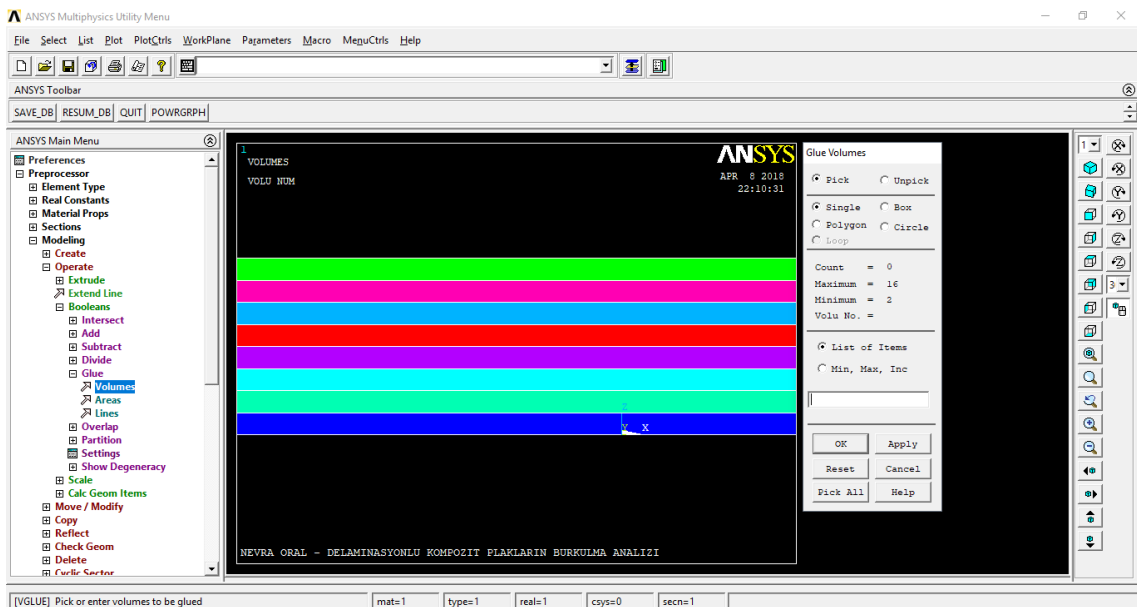 ANSYS Multiphysics Utility Menu
File Select List Plot PlotCtrls WorkPlane Parameters Macro MenuCtrls Help
ANSYS Toolbar
SAVE_DB RESUM_DB QUIT POWRGRPH
ANSYS Main Menu
Preferences
Preprocessor
Element Type
Real Constants
Material Props
Sections
Modeling
Create
Operate
Extrude
Extend Line
Booleans
Intersect
Add
Subtract
Divide
Glue
Volumes
Areas
Lines
Overlap
Partition
Settings
Show Degeneracy
Scale
Calc Geom Items
Move / Modify
Copy
Reflect
Check Geom
Delete
Cyclic Sector
1
VOLUMES
VOLU NUM
ANSYS
APR 8 2018
22:10:31
Z
Y X
NEVRA ORAL - DELAMINASYONLU KOMPOZIT PLAKLARIN BURKULMA ANALIZI
Glue Volumes
Pick Unpick
Single Box
Polygon Circle
Loop
Count = 0
Maximum = 16
Minimum = 2
Volu No. =
List of Items
Min, Max, Inc
OK Apply
Reset Cancel
Pick All Help
1
X
X
Y
Y
Z
Z
3
[VGLUE] Pick or enter volumes to be glued
mat=1 type=1 real=1 csys=0 secn=1